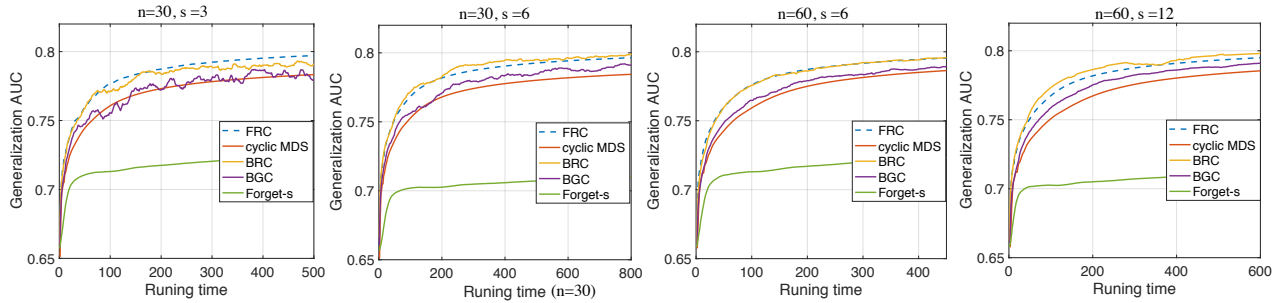 n=30, s =3
Generalization AUC
0.8
0.75
0.7
0.65
0
100
200
300
400
500
Runing time
FRC
cyclic MDS
BRC
BGC
Forget-s
n=30, s =6
Generalization AUC
0.8
0.75
0.7
0.65
0
200
400
600
800
Runing time (n=30)
FRC
cyclic MDS
BRC
BGC
Forget-s
n=60, s =6
Generalization AUC
0.8
0.75
0.7
0.65
0
100
200
300
400
Runing time
FRC
cyclic MDS
BRC
BGC
Forget-s
n=60, s =12
Generalization AUC
0.8
0.75
0.7
0.65
0
200
400
600
Runing time
FRC
cyclic MDS
BRC
BGC
Forget-s